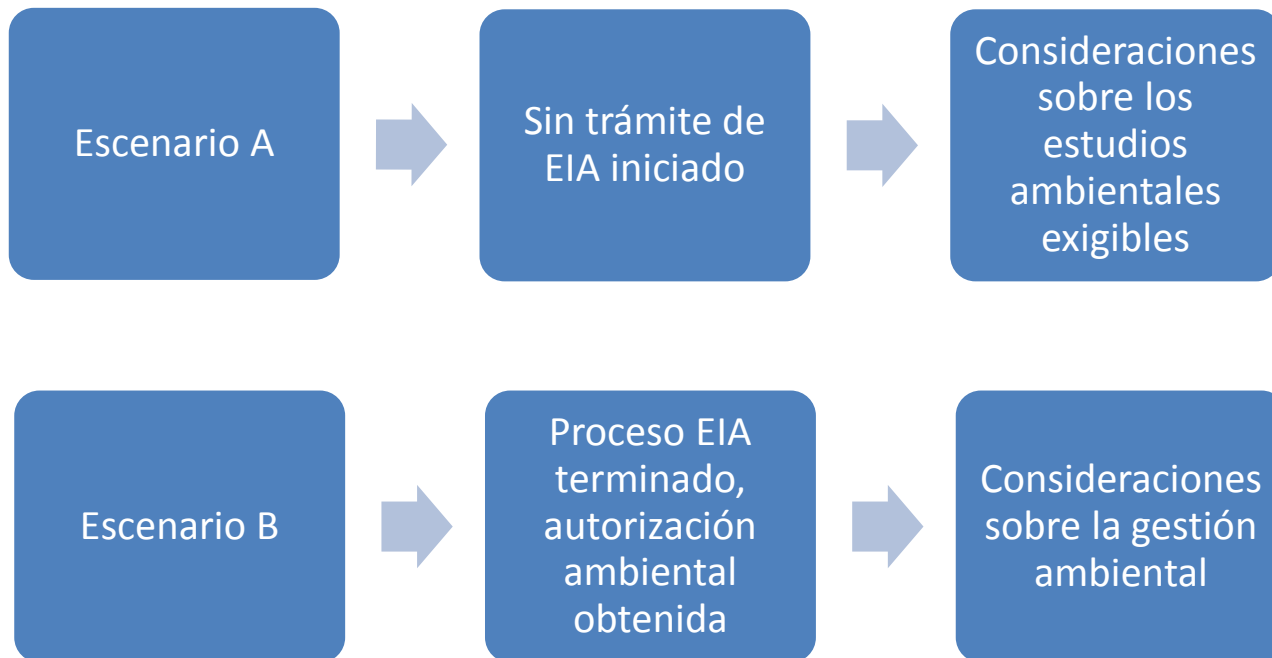 Escenario A
Sin trámite de
EIA iniciado
Consideraciones
sobre los
estudios
ambientales
exigibles
Escenario B
Proceso EIA
terminado,
autorización
ambiental
obtenida
Consideraciones
sobre la gestión
ambiental